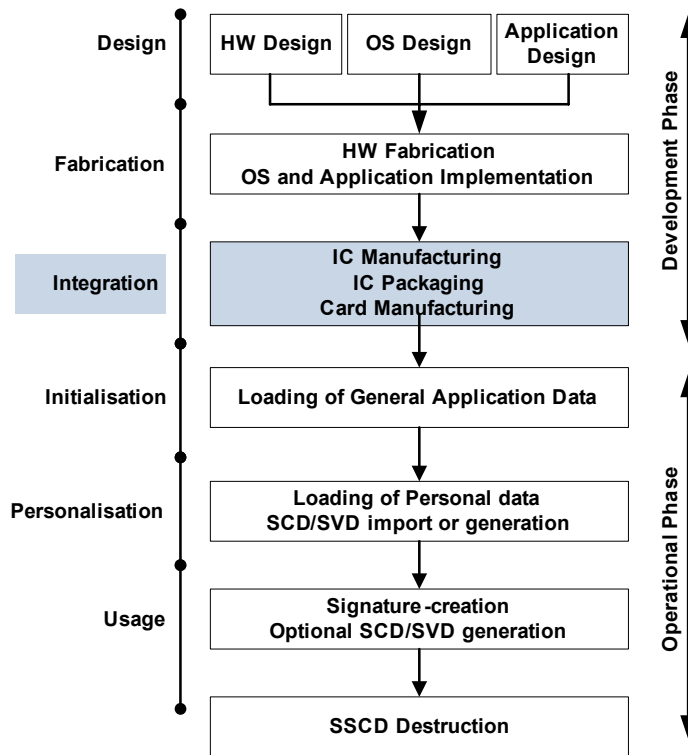 Design
HW Design
OS Design
Application
Design
Fabrication
HW Fabrication
OS and Application Implementation
Development Phase
Integration
IC Manufacturing
IC Packaging
Card Manufacturing
Initialisation
Loading of General Application Data
Personalisation
Loading of Personal data
SCD/SVD import or generation
Operational Phase
Usage
Signature-creation
Optional SCD/SVD generation
SSCD Destruction